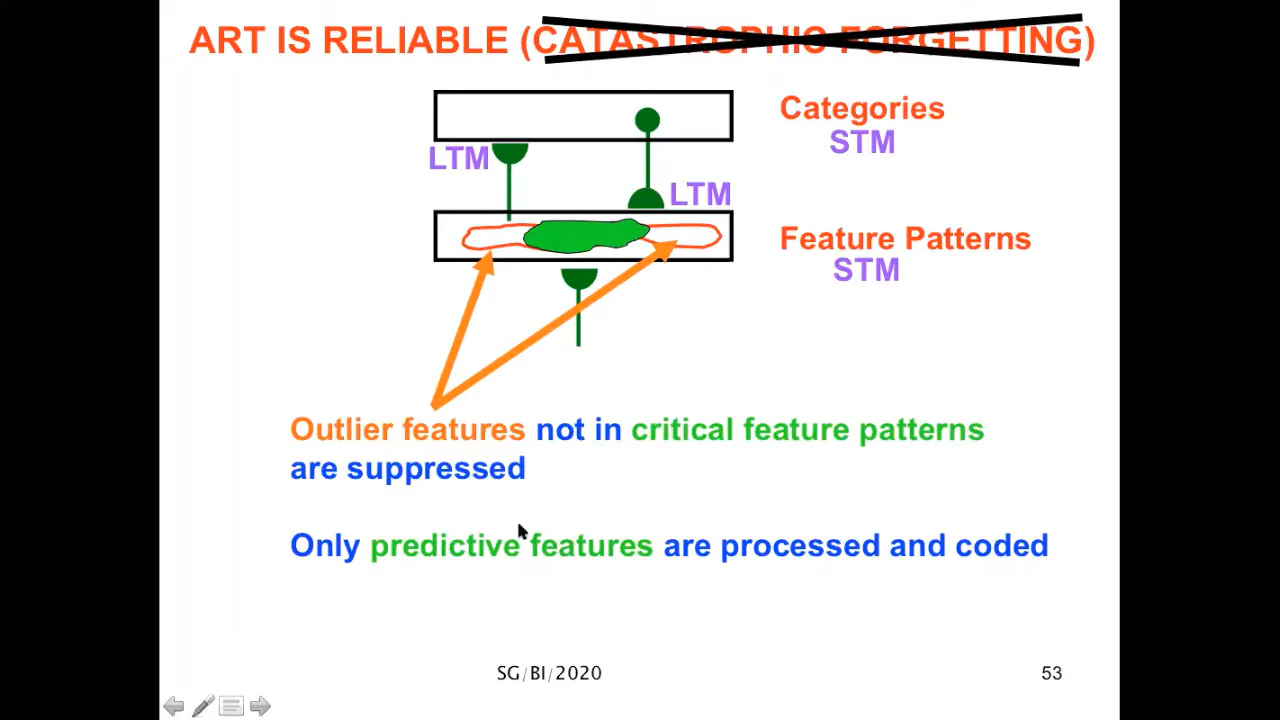 ART IS RELIABLE (CATASTROPHIC FORGETTING)
Categories
STM
LTM
LTM
Feature Patterns
STM
Outlier features not in critical feature patterns
are suppressed
Only predictive features are processed and coded
SG/BI/2020
53